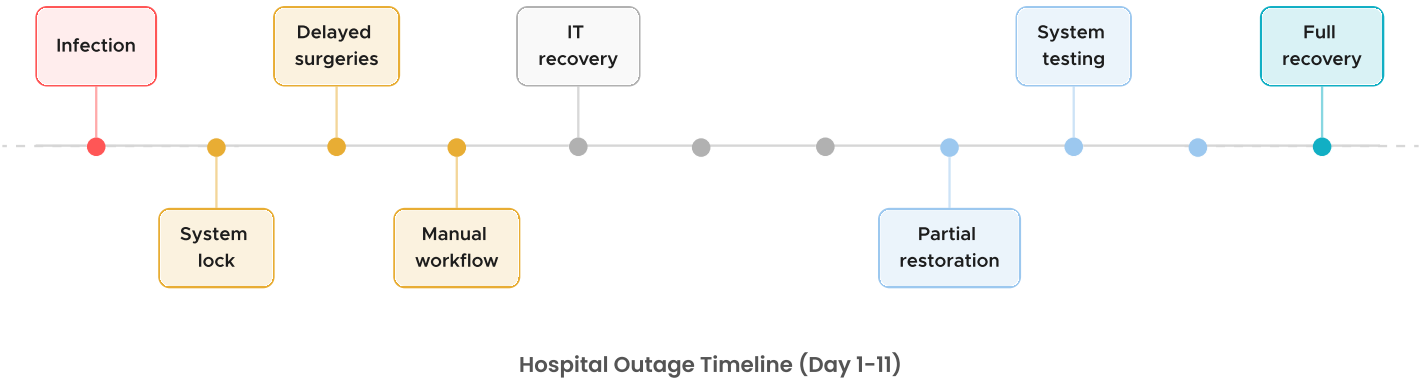 Infection
Delayed
surgeries
IT
recovery
System
testing
Full
recovery
System
lock
Manual
workflow
Partial
restoration
Hospital Outage Timeline (Day 1-11)